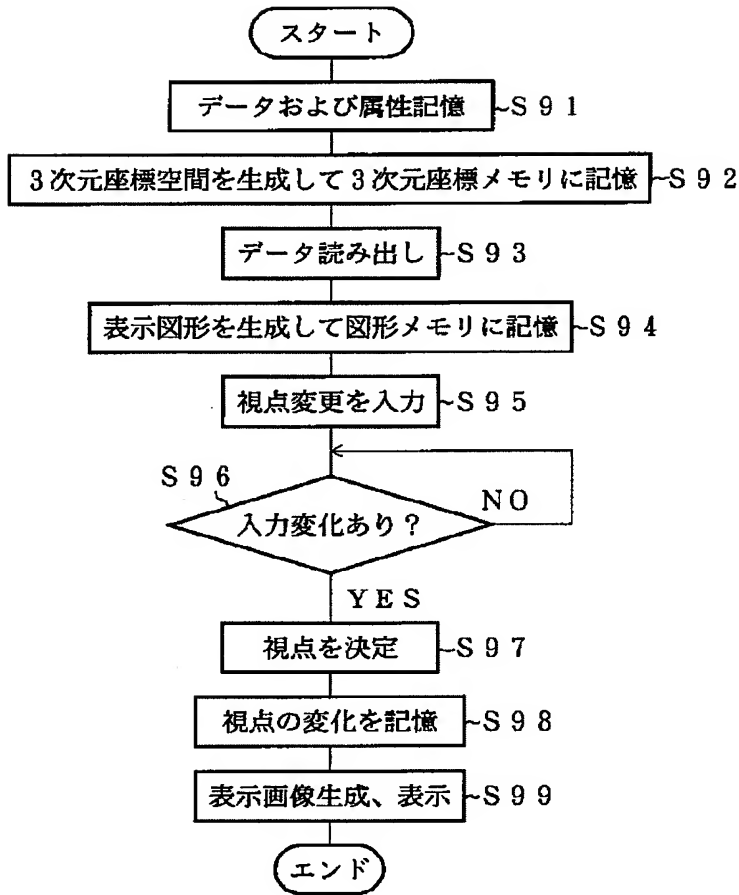 スタート
データおよび属性記憶 ~S91
3次元座標空間を生成して3次元座標メモリに記憶 ~S92
データ読み出し ~S93
表示図形を生成して図形メモリに記憶 ~S94
視点変更を入力 ~S95
S96
入力変化あり?
NO
YES
視点を決定 ~S97
視点の変化を記憶 ~S98
表示画像生成、表示 ~S99
エンド